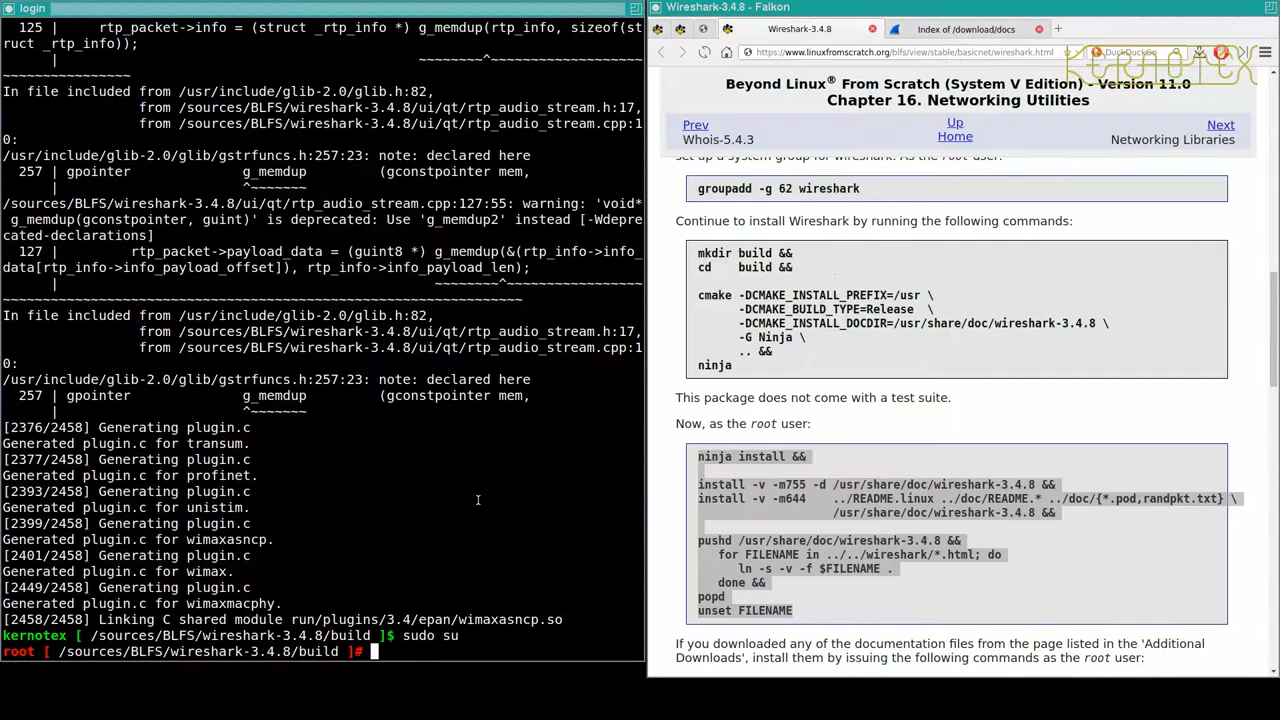 login
125 |       rtp_packet->info = (struct _rtp_info *) g_memdup(rtp_info, sizeof(st
ruct _rtp_info));
|                                               ~~~~~~~~^~~~~~~~~~~~~~~~~~~~
~~~~~~~~~~~~~~~~
In file included from /usr/include/glib-2.0/glib.h:82,
from /sources/BLFS/wireshark-3.4.8/ui/qt/rtp_audio_stream.h:17,
from /sources/BLFS/wireshark-3.4.8/ui/qt/rtp_audio_stream.cpp:1
0:
/usr/include/glib-2.0/glib/gstrfuncs.h:257:23: note: declared here
257 | gpointer              g_memdup         (gconstpointer mem,
|                       ^~~~~~~~
/sources/BLFS/wireshark-3.4.8/ui/qt/rtp_audio_stream.cpp:127:55: warning: 'void*
g_memdup(gconstpointer, guint)' is deprecated: Use 'g_memdup2' instead [-Wdepre
cated-declarations]
127 |         rtp_packet->payload_data = (guint8 *) g_memdup(&(rtp_info->info_
data[rtp_info->info_payload_offset]), rtp_info->info_payload_len);
|                                               ~~~~~~~~^~~~~~~~~~~~~~~~~~
~~~~~~~~~~~~~~~~~~~~~~~~~~~~~~~~~~~~~~~~~~~~~~~~~~~~~~~~~~~~~~~~~
In file included from /usr/include/glib-2.0/glib.h:82,
from /sources/BLFS/wireshark-3.4.8/ui/qt/rtp_audio_stream.h:17,
from /sources/BLFS/wireshark-3.4.8/ui/qt/rtp_audio_stream.cpp:1
0:
/usr/include/glib-2.0/glib/gstrfuncs.h:257:23: note: declared here
257 | gpointer              g_memdup         (gconstpointer mem,
|                       ^~~~~~~~
[2376/2458] Generating plugin.c
Generated plugin.c for transum.
[2377/2458] Generating plugin.c
Generated plugin.c for profinet.
[2393/2458] Generating plugin.c
Generated plugin.c for unistim.
[2399/2458] Generating plugin.c
Generated plugin.c for wimaxasncp.
[2401/2458] Generating plugin.c
Generated plugin.c for wimax.
[2449/2458] Generating plugin.c
Generated plugin.c for wimaxmacphy.
[2458/2458] Linking C shared module run/plugins/3.4/epan/wimaxasncp.so
kernotex [ /sources/BLFS/wireshark-3.4.8/build ]$ sudo su
root [ /sources/BLFS/wireshark-3.4.8/build ]#
Wireshark-3.4.8 - Falkon
Wireshark-3.4.8
Index of /download/docs
https://www.linuxfromscratch.org/blfs/view/stable/basicnet/wireshark.html
DuckDuckGo
KERNOTEX
Beyond Linux® From Scratch (System V Edition) - Version 11.0
Chapter 16. Networking Utilities
Prev Up Next
Whois-5.4.3 Home Networking Libraries
set up a system group for wireshark. As the root user:
groupadd -g 62 wireshark
Continue to install Wireshark by running the following commands:
mkdir build &&
cd    build &&
cmake -DCMAKE_INSTALL_PREFIX=/usr \
-DCMAKE_BUILD_TYPE=Release  \
-DCMAKE_INSTALL_DOCDIR=/usr/share/doc/wireshark-3.4.8 \
-G Ninja \
.. &&
ninja
This package does not come with a test suite.
Now, as the root user:
ninja install &&
install -v -m755 -d /usr/share/doc/wireshark-3.4.8 &&
install -v -m644    ../README.linux ../doc/README.* ../doc/{*.pod,randpkt.txt} \
/usr/share/doc/wireshark-3.4.8 &&
pushd /usr/share/doc/wireshark-3.4.8 &&
for FILENAME in ../../wireshark/*.html; do
ln -s -v -f $FILENAME .
done &&
popd
unset FILENAME
If you downloaded any of the documentation files from the page listed in the 'Additional
Downloads', install them by issuing the following commands as the root user: